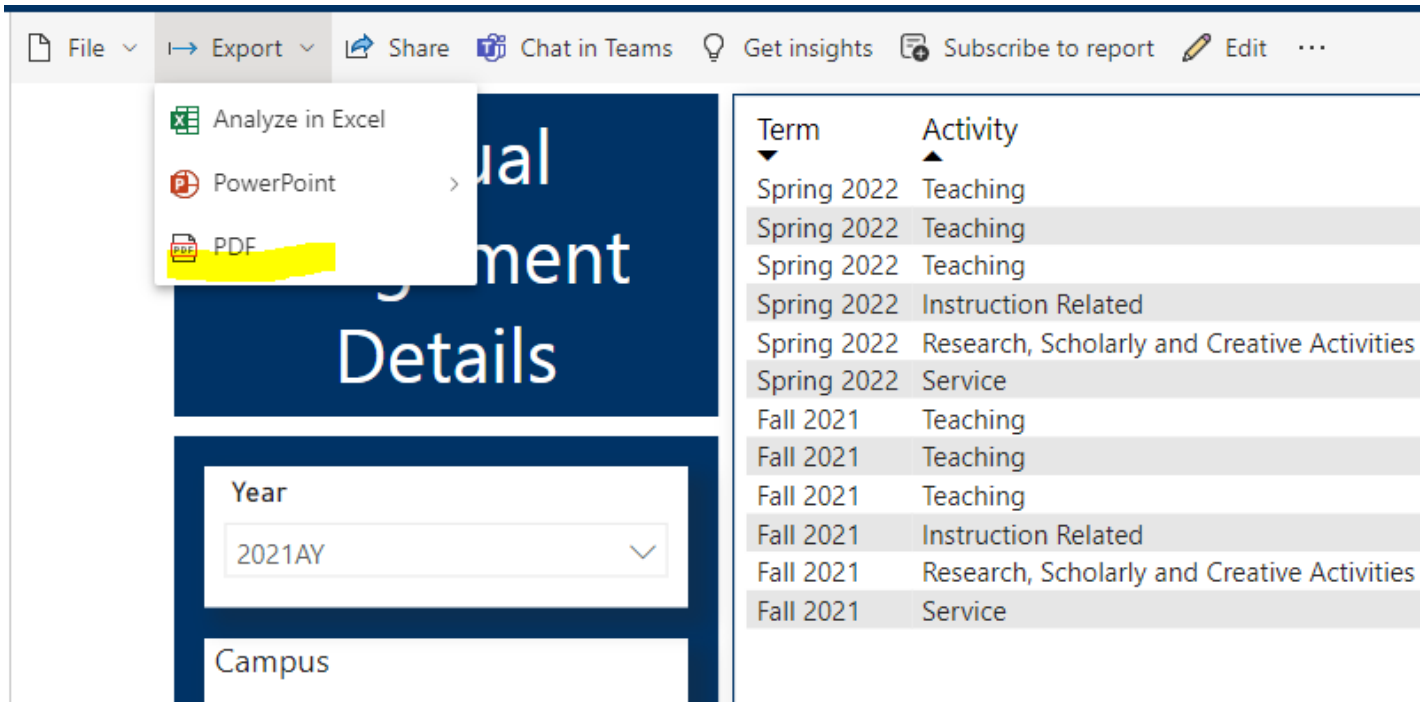 File Export Share Chat in Teams Get insights Subscribe to report Edit ...
Analyze in Excel
PowerPoint
PDF
Details
Year
2021AY
Campus
Term Activity
Spring 2022 Teaching
Spring 2022 Teaching
Spring 2022 Teaching
Spring 2022 Instruction Related
Spring 2022 Research, Scholarly and Creative Activities
Spring 2022 Service
Fall 2021 Teaching
Fall 2021 Teaching
Fall 2021 Teaching
Fall 2021 Instruction Related
Fall 2021 Research, Scholarly and Creative Activities
Fall 2021 Service